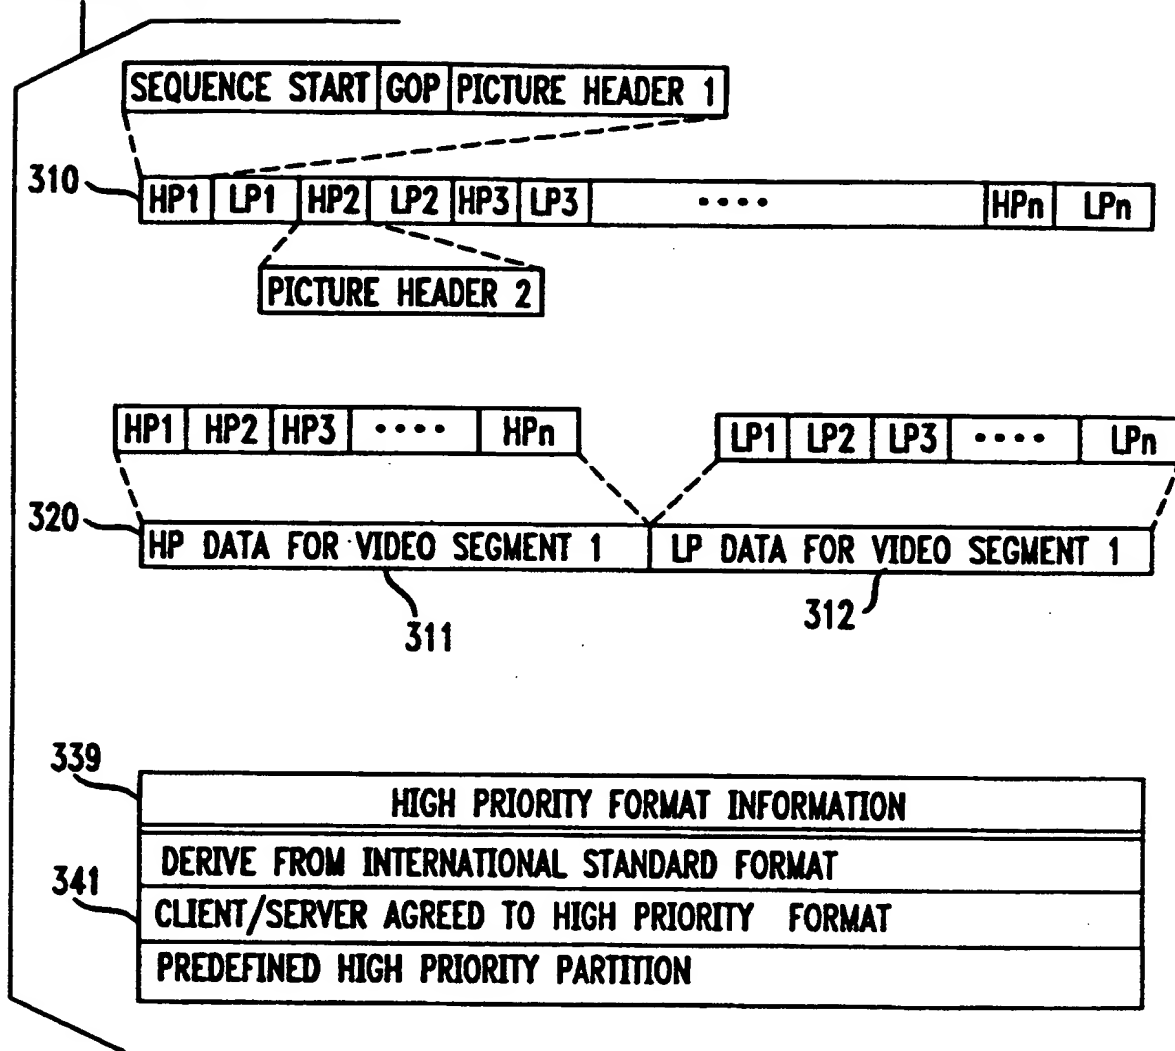 SEQUENCE START GOP PICTURE HEADER 1
310 HP1 LP1 HP2 LP2 HP3 LP3 •••• HPn LPn
PICTURE HEADER 2
HP1 HP2 HP3 •••• HPn LP1 LP2 LP3 •••• LPn
320 HP DATA FOR VIDEO SEGMENT 1 LP DATA FOR VIDEO SEGMENT 1
311 312
339
HIGH PRIORITY FORMAT INFORMATION
DERIVE FROM INTERNATIONAL STANDARD FORMAT
341
CLIENT/SERVER AGREED TO HIGH PRIORITY FORMAT
PREDEFINED HIGH PRIORITY PARTITION